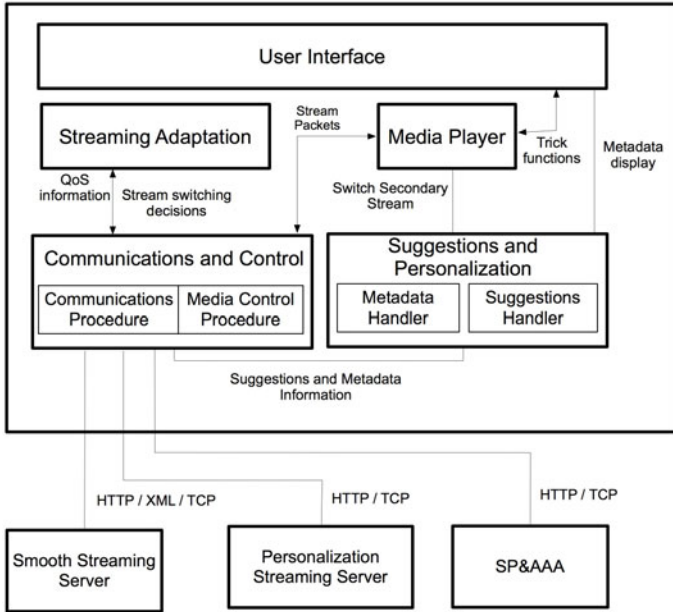 User Interface
Streaming Adaptation
Stream
Packets
Media Player
Trick
functions
Metadata
display
QoS
information
Stream switching
decisions
Switch Secondary
Stream
Communications and Control
Communications
Procedure
Media Control
Procedure
Suggestions and
Personalization
Metadata
Handler
Suggestions
Handler
Suggestions and Metadata
Information
HTTP / XML / TCP
HTTP / TCP
HTTP / TCP
Smooth Streaming
Server
Personalization
Streaming Server
SP&AAA